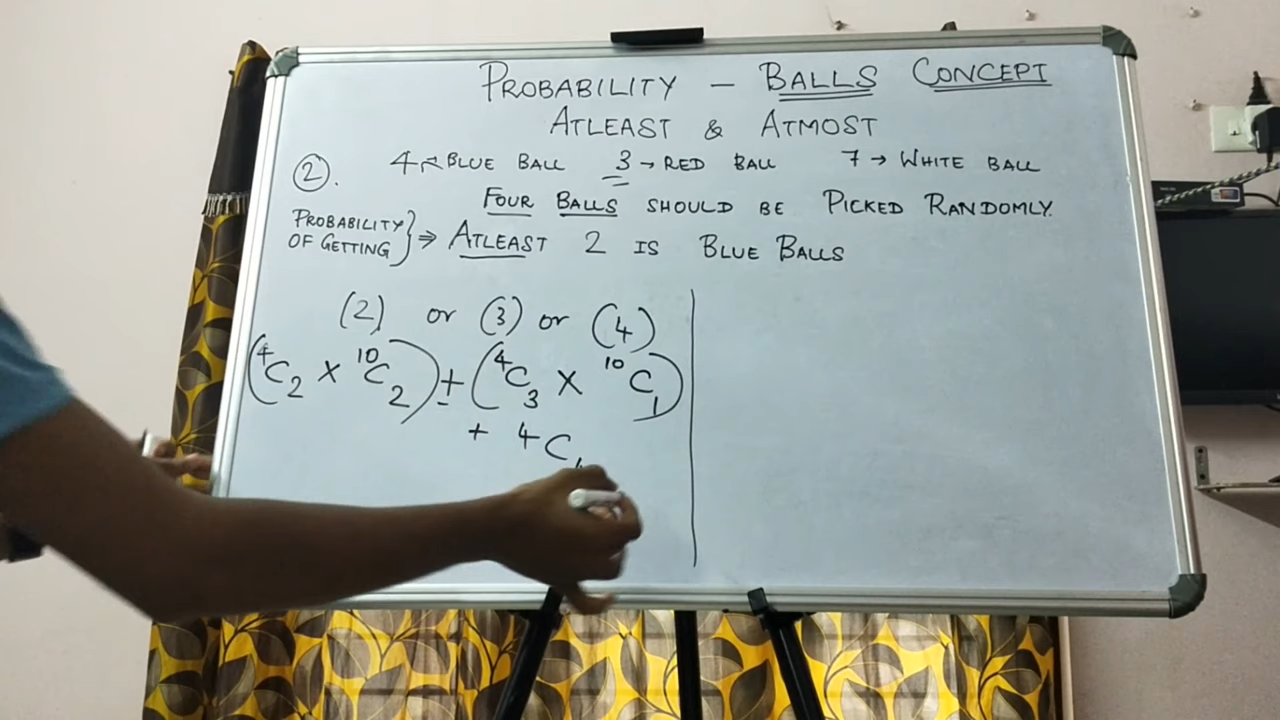 PROBABILITY – BALLS CONCEPT
ATLEAST & ATMOST
②. 4 → BLUE BALL 3 → RED BALL 7 → WHITE BALL
FOUR BALLS SHOULD BE PICKED RANDOMLY.
PROBABILITY
OF GETTING } ⇒ ATLEAST 2 IS BLUE BALLS
(2) or (3) or (4)
(⁴C₂ × ¹⁰C₂) + (⁴C₃ × ¹⁰C₁)
+ ⁴C